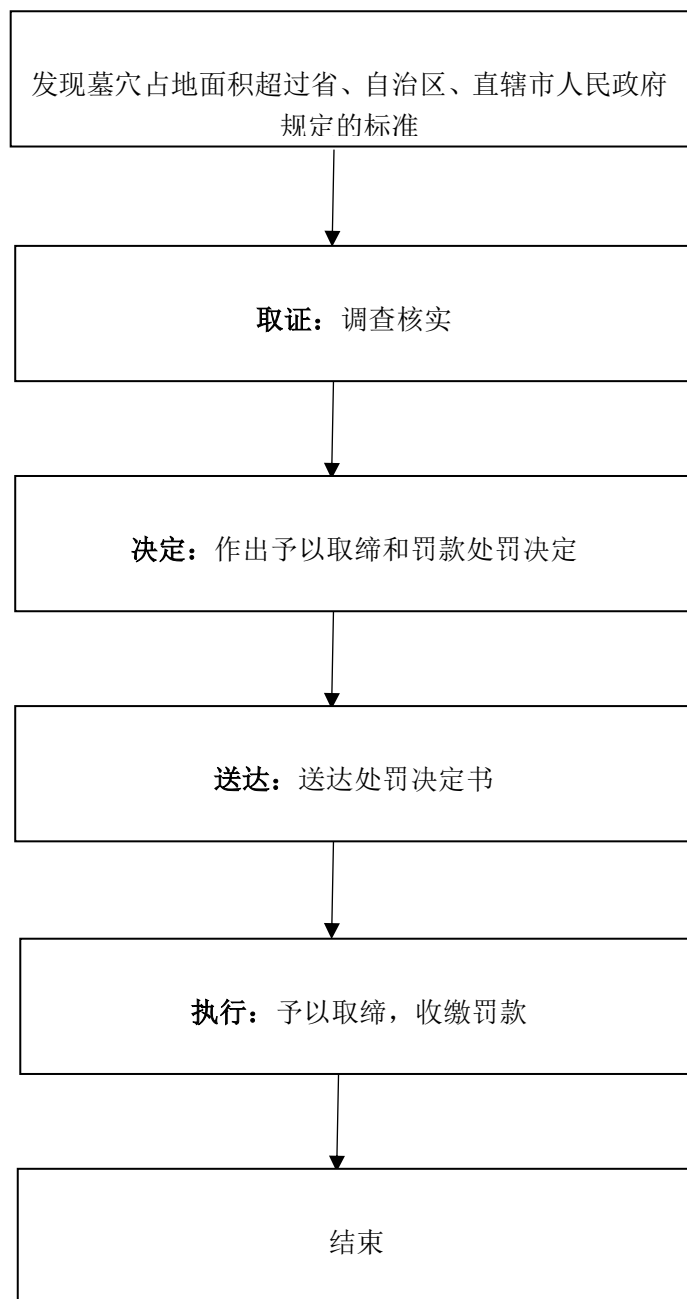 发现墓穴占地面积超过省、自治区、直辖市人民政府
规定的标准
取证：调查核实
决定：作出予以取缔和罚款处罚决定
送达：送达处罚决定书
执行：予以取缔，收缴罚款
结束